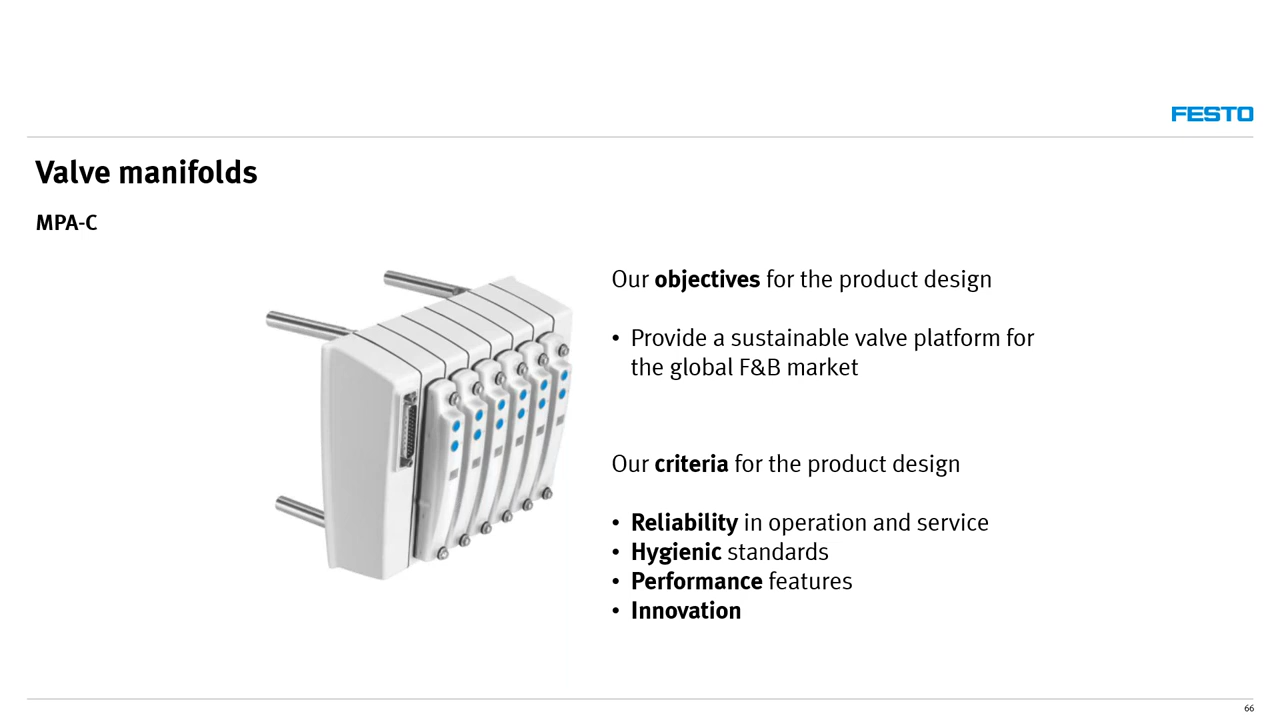 FESTO
Valve manifolds
MPA-C
Our objectives for the product design
• Provide a sustainable valve platform for
the global F&B market
Our criteria for the product design
• Reliability in operation and service
• Hygienic standards
• Performance features
• Innovation
66